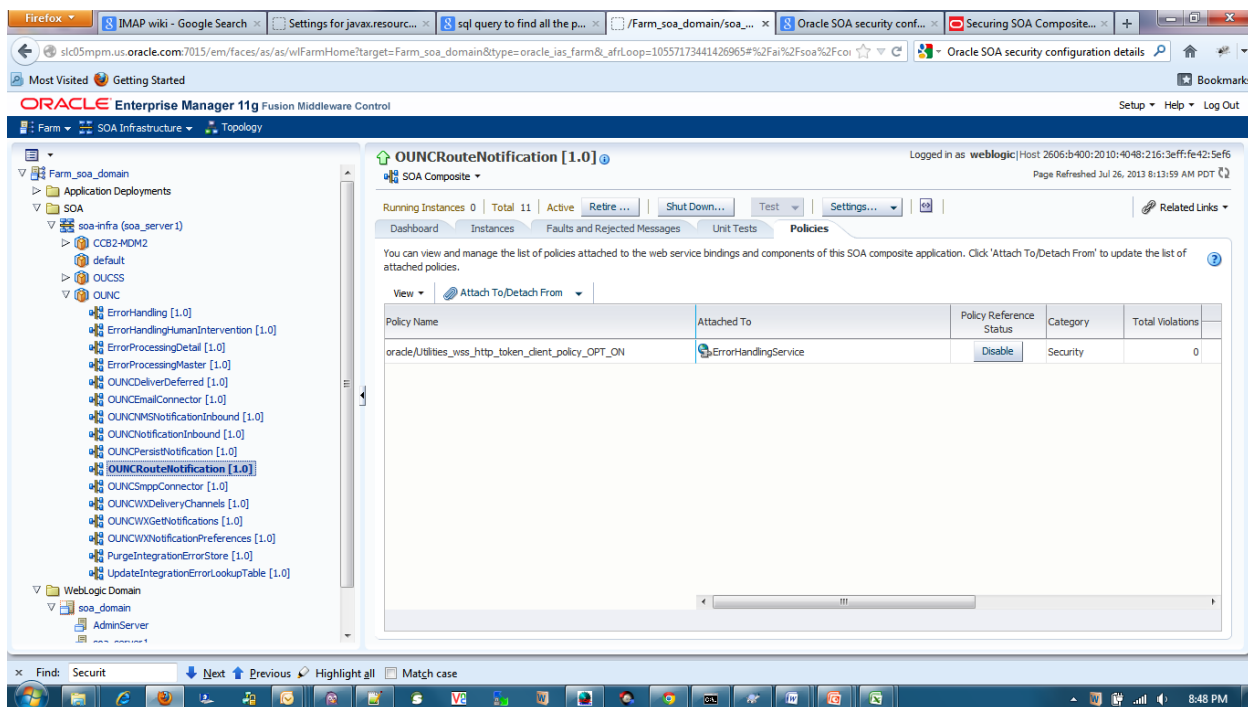 Firefox
IMAP wiki - Google Search
Settings for javax.resourc...
sql query to find all the p...
/Farm_soa_domain/soa_...
Oracle SOA security conf...
Securing SOA Composite...
slc05mpm.us.oracle.com:7015/em/faces/as/as/wlFarmHome?target=Farm_soa_domain&type=oracle_ias_farm&_afrLoop=10557173441426965#%2Fai%2Fsoa%2Fcoi
Oracle SOA security configuration details
Most Visited Getting Started
Bookmark
ORACLE Enterprise Manager 11g Fusion Middleware Control
Setup Help Log Out
Farm SOA Infrastructure Topology
Farm_soa_domain
Application Deployments
SOA
soa-infra (soa_server1)
CCB2-MDM2
default
OUCSS
OUNC
ErrorHandling [1.0]
ErrorHandlingHumanIntervention [1.0]
ErrorProcessingDetail [1.0]
ErrorProcessingMaster [1.0]
OUNCDeliverDeferred [1.0]
OUNCEmailConnector [1.0]
OUNCNMSNotificationInbound [1.0]
OUNCNotificationInbound [1.0]
OUNCPersistNotification [1.0]
OUNCRouteNotification [1.0]
OUNCSmppConnector [1.0]
OUNCWXDeliveryChannels [1.0]
OUNCWXGetNotifications [1.0]
OUNCWXNotificationPreferences [1.0]
PurgeIntegrationErrorStore [1.0]
UpdateIntegrationErrorLookupTable [1.0]
WebLogic Domain
soa_domain
AdminServer
OUNCRouteNotification [1.0]
Logged in as weblogic|Host 2606:b400:2010:4048:216:3eff:fe42:5ef6
SOA Composite
Page Refreshed Jul 26, 2013 8:13:59 AM PDT
Running Instances 0 Total 11 Active Retire ... Shut Down... Test Settings...
Related Links
Dashboard Instances Faults and Rejected Messages Unit Tests Policies
You can view and manage the list of policies attached to the web service bindings and components of this SOA composite application. Click 'Attach To/Detach From' to update the list of
attached policies.
View Attach To/Detach From
Policy Name Attached To Policy Reference Status Category Total Violations
oracle/Utilities_wss_http_token_client_policy_OPT_ON ErrorHandlingService Disable Security 0
Find: Securit Next Previous Highlight all Match case
8:48 PM